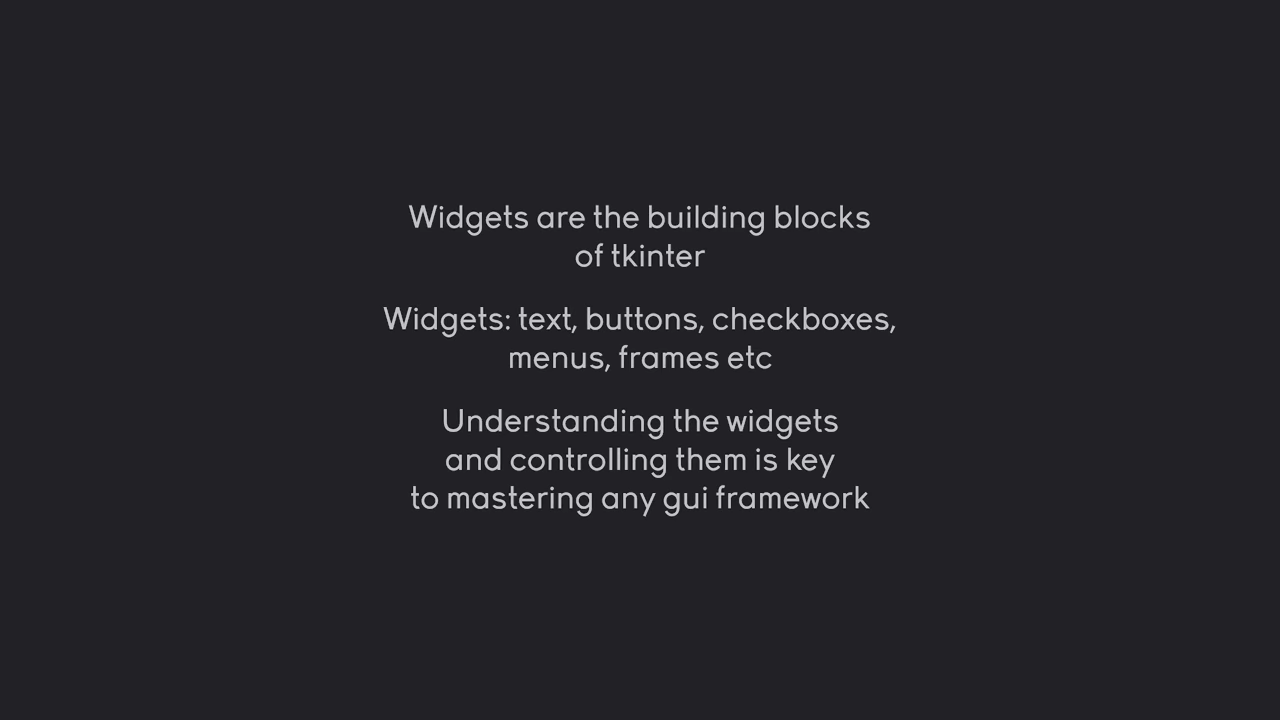 Widgets are the building blocks
of tkinter
Widgets: text, buttons, checkboxes,
menus, frames etc
Understanding the widgets
and controlling them is key
to mastering any gui framework